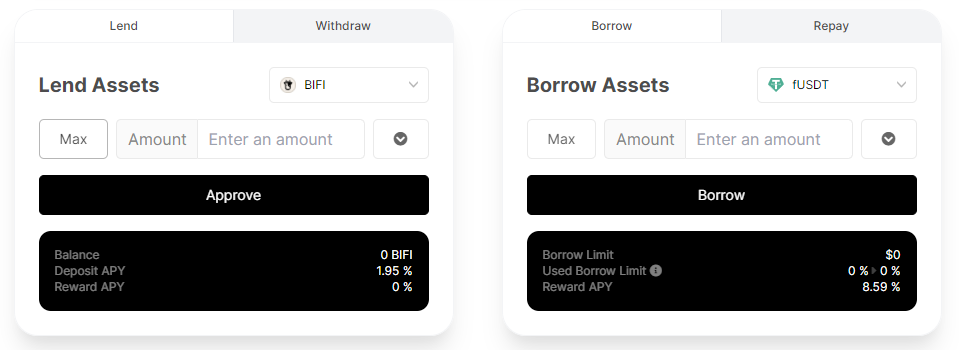 Lend Withdraw
Lend Assets BIFI
Max Amount Enter an amount
Approve
Balance 0 BIFI
Deposit APY 1.95 %
Reward APY 0 %
Borrow Repay
Borrow Assets fUSDT
Max Amount Enter an amount
Borrow
Borrow Limit $0
Used Borrow Limit 0 % 0 %
Reward APY 8.59 %